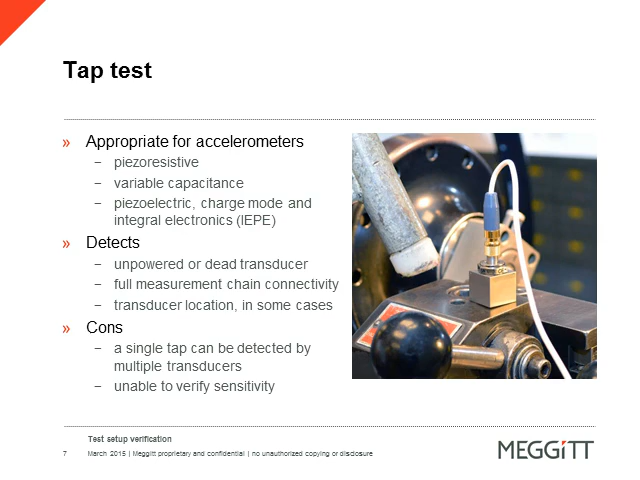 Tap test
» Appropriate for accelerometers
– piezoresistive
– variable capacitance
– piezoelectric, charge mode and
integral electronics (IEPE)
» Detects
– unpowered or dead transducer
– full measurement chain connectivity
– transducer location, in some cases
» Cons
– a single tap can be detected by
multiple transducers
– unable to verify sensitivity
Test setup verification
7 March 2015 | Meggitt proprietary and confidential | no unauthorized copying or disclosure
MEGGiTT